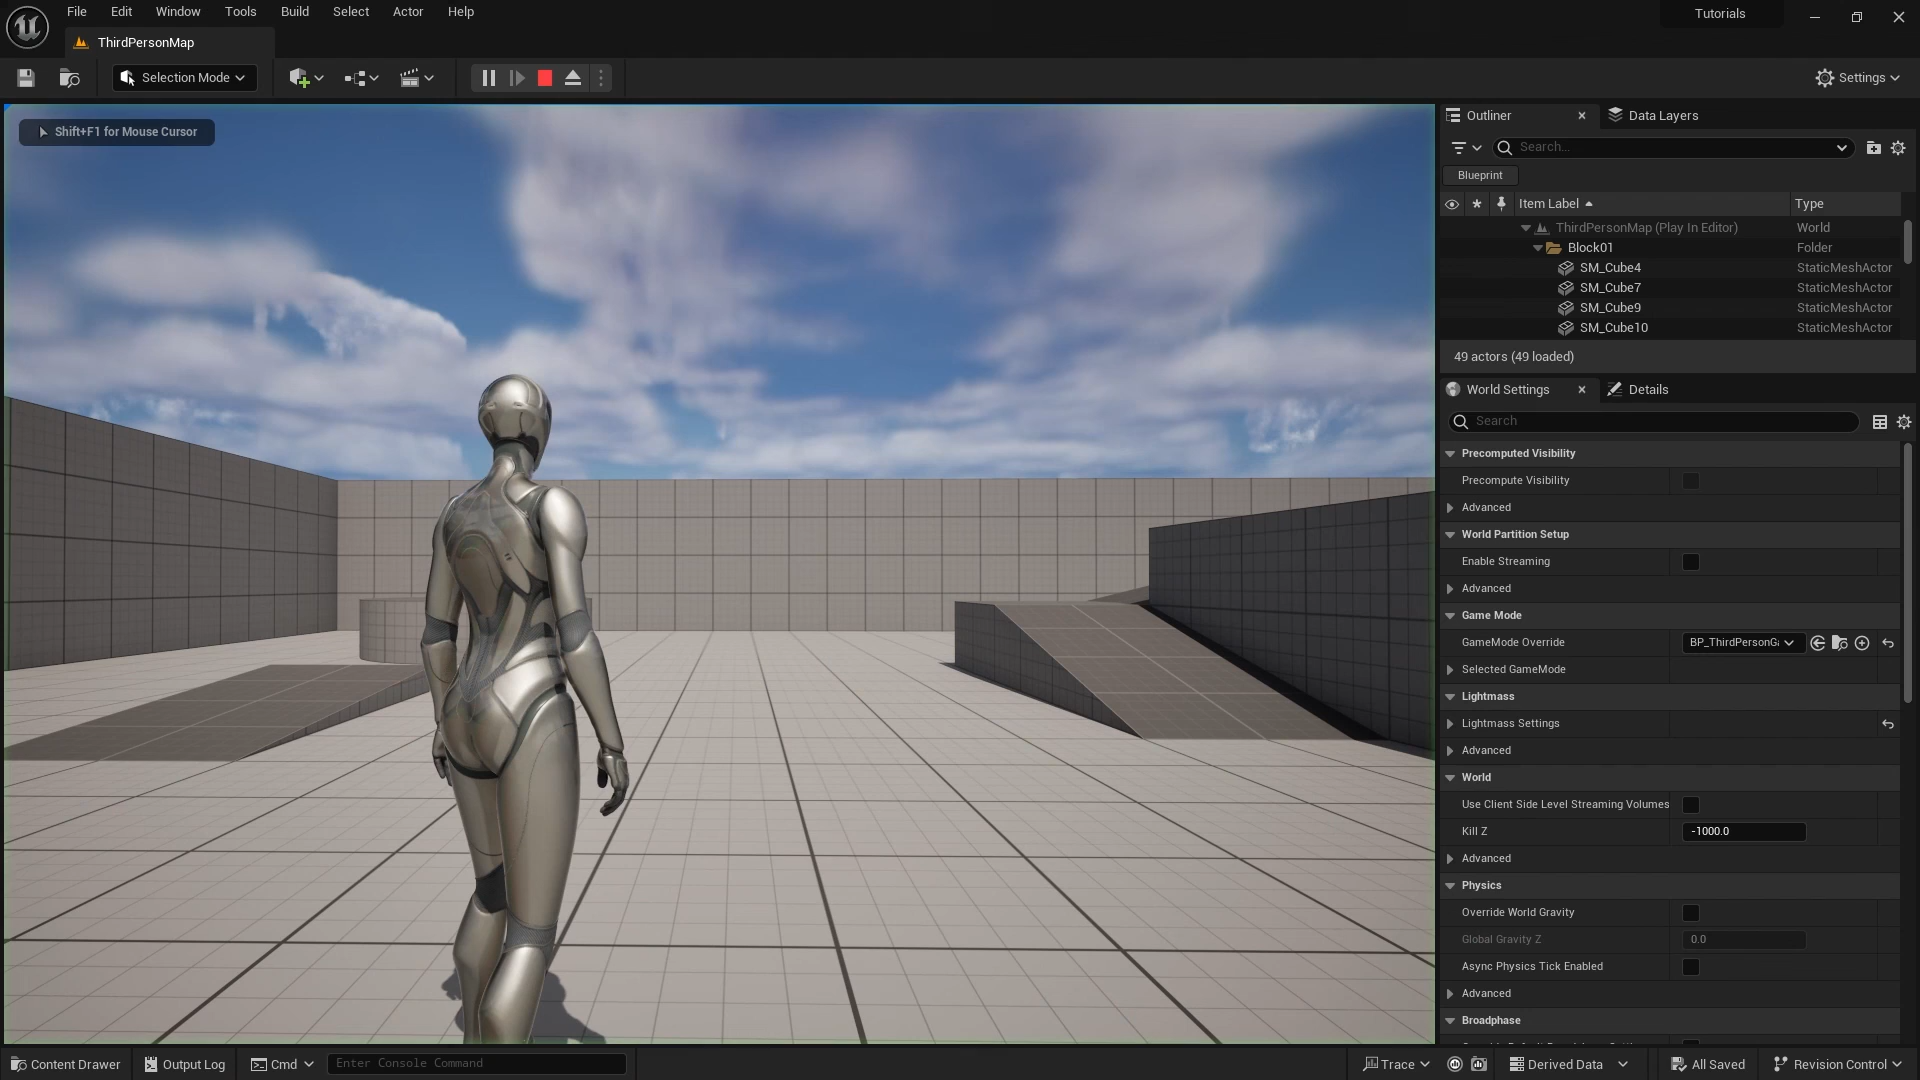 File Edit Window Tools Build Select Actor Help
Tutorials
ThirdPersonMap
Selection Mode
Settings
Shift+F1 for Mouse Cursor
Outliner
Data Layers
Search...
Blueprint
Item Label Type
ThirdPersonMap (Play In Editor) World
Block01 Folder
SM_Cube4 StaticMeshActor
SM_Cube7 StaticMeshActor
SM_Cube9 StaticMeshActor
SM_Cube10 StaticMeshActor
49 actors (49 loaded)
World Settings
Details
Search
Precomputed Visibility
Precompute Visibility
Advanced
World Partition Setup
Enable Streaming
Advanced
Game Mode
GameMode Override BP_ThirdPersonG
Selected GameMode
Lightmass
Lightmass Settings
Advanced
World
Use Client Side Level Streaming Volumes
Kill Z -1000.0
Advanced
Physics
Override World Gravity
Global Gravity Z 0.0
Async Physics Tick Enabled
Advanced
Broadphase
Content Drawer Output Log Cmd Enter Console Command Trace Derived Data All Saved Revision Control